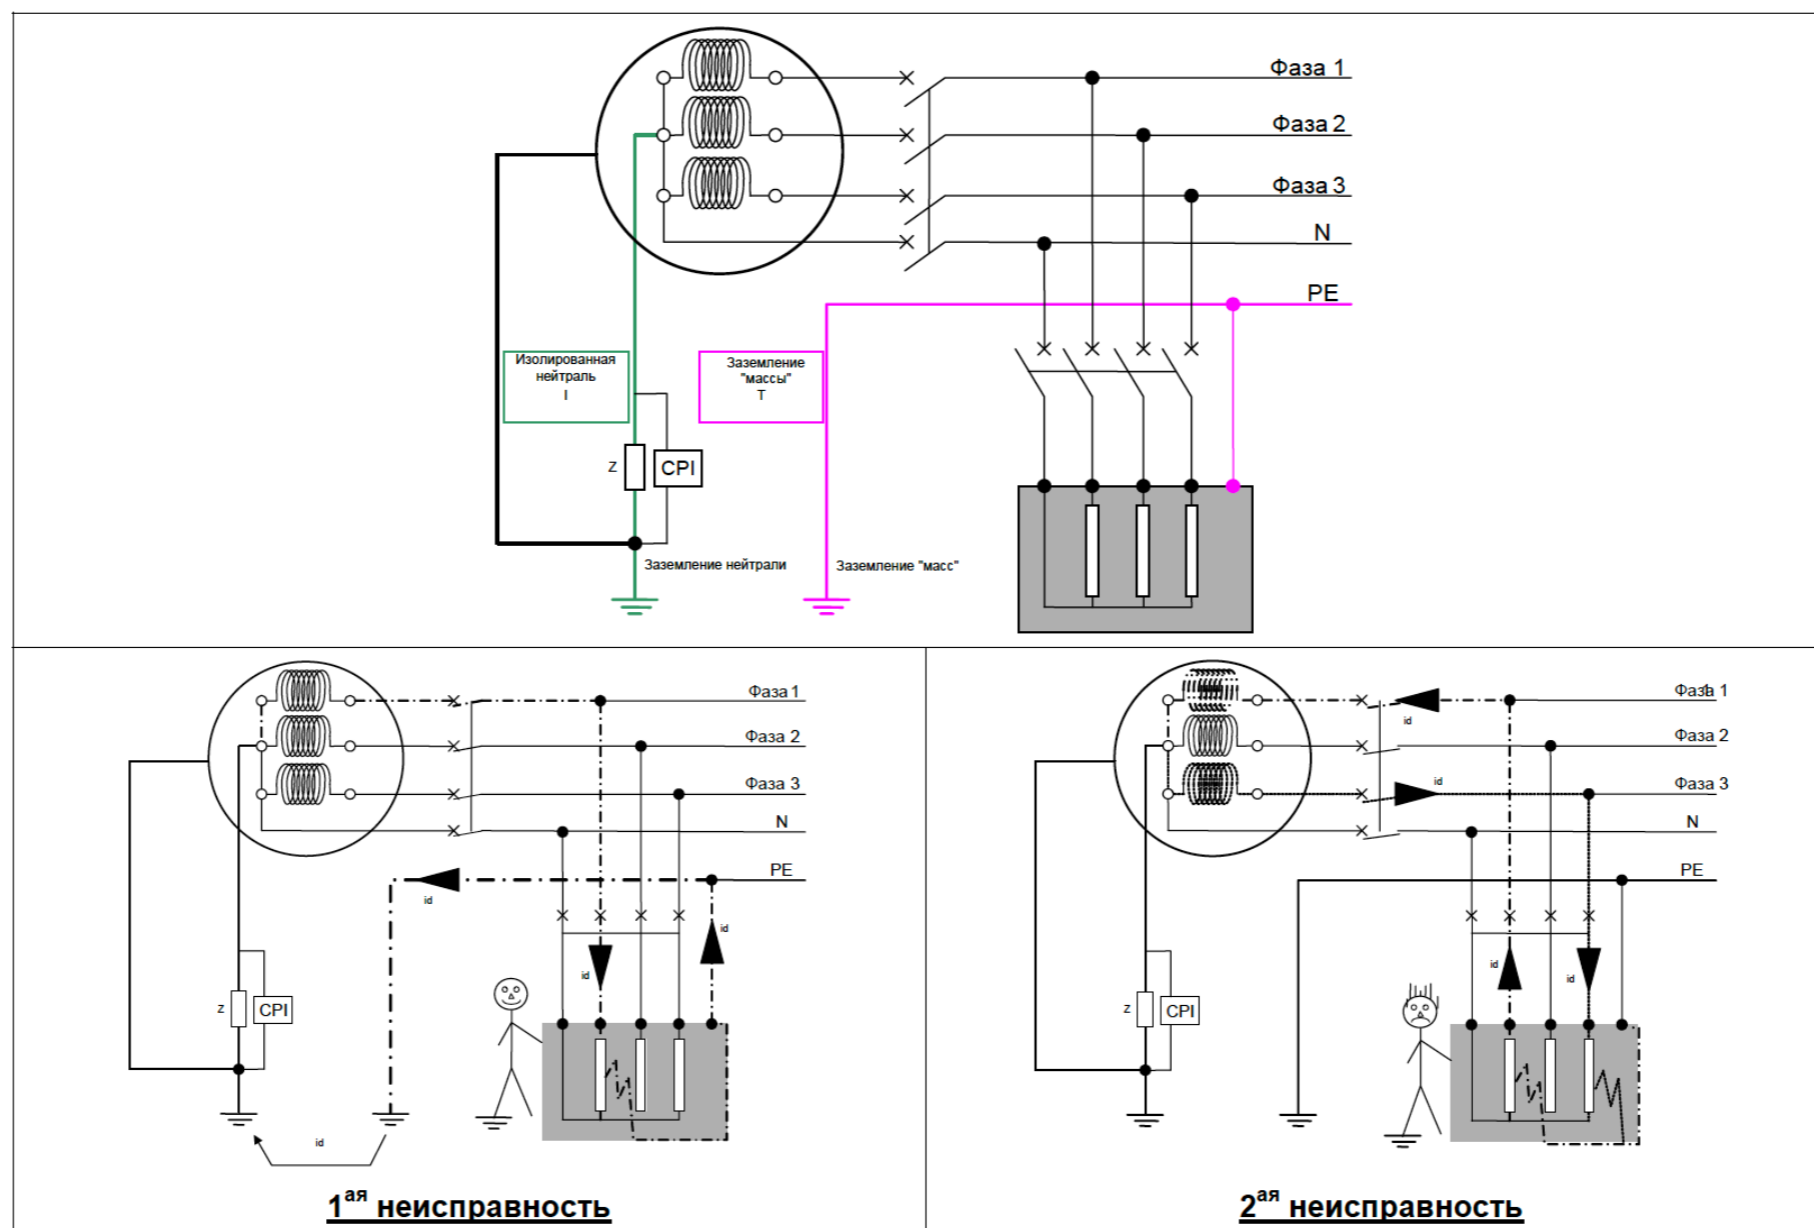 Фаза 1
Фаза 2
Фаза 3
N
PE
Изолированная
нейтраль
I
Заземление
"массы"
T
Z
CPI
Заземление нейтрали
Заземление "масс"
Фаза 1
Фаза 2
Фаза 3
N
PE
id
id
id
Z
CPI
id
1ая неисправность
Фаза 1
id
Фаза 2
id
Фаза 3
N
PE
id
id
Z
CPI
2ая неисправность